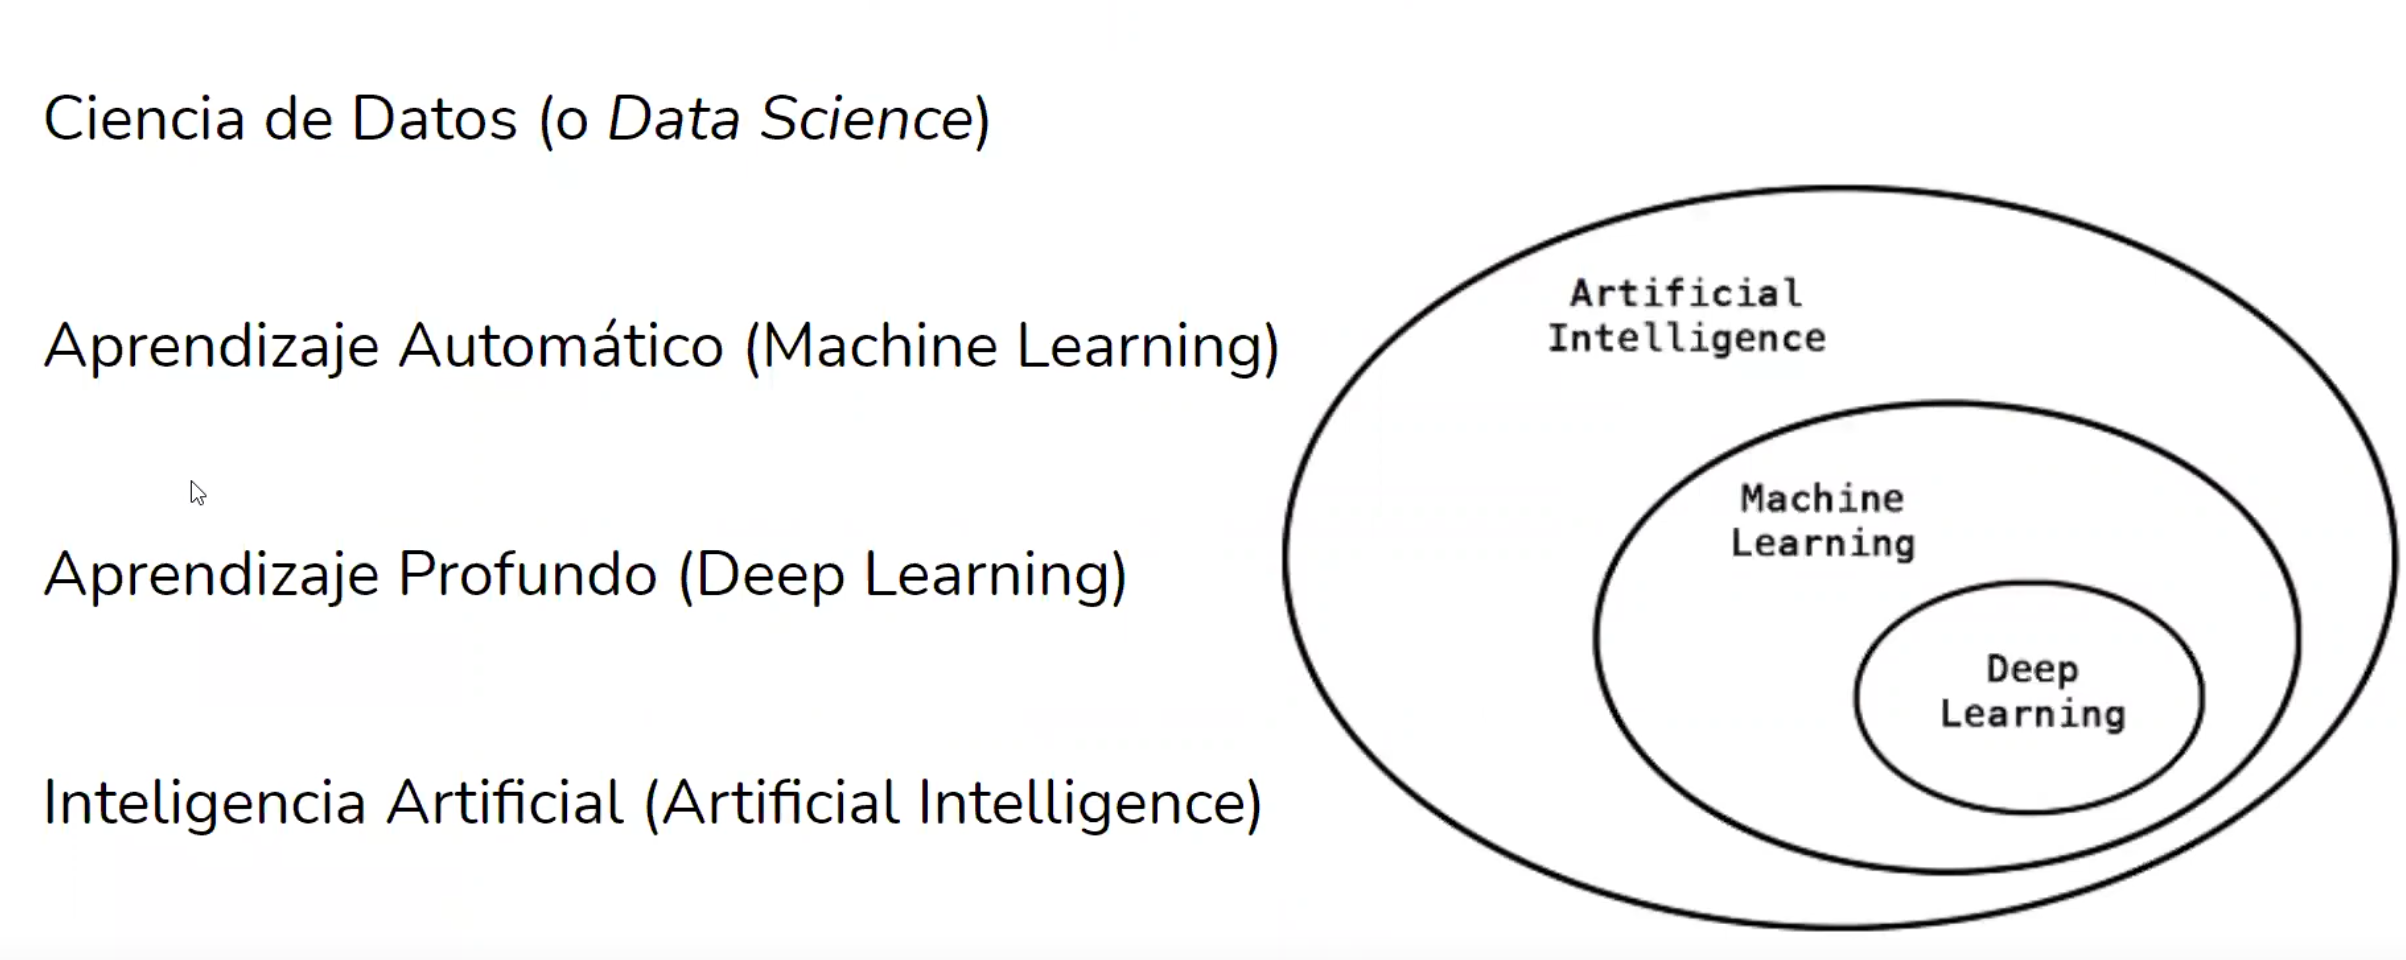 Ciencia de Datos (o Data Science)
Aprendizaje Automático (Machine Learning)
Aprendizaje Profundo (Deep Learning)
Inteligencia Artificial (Artificial Intelligence)
Artificial
Intelligence
Machine
Learning
Deep
Learning